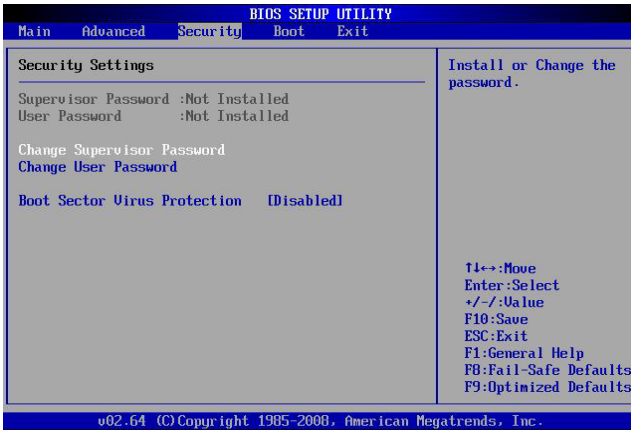 BIOS SETUP UTILITY
Main Advanced Security Boot Exit
Security Settings
Supervisor Password :Not Installed
User Password :Not Installed
Change Supervisor Password
Change User Password
Boot Sector Virus Protection [Disabled]
Install or Change the
password.
↑↓↔:Move
Enter:Select
+/-/:Value
F10:Save
ESC:Exit
F1:General Help
F8:Fail-Safe Defaults
F9:Optimized Defaults
v02.64 (C)Copyright 1985-2008, American Megatrends, Inc.